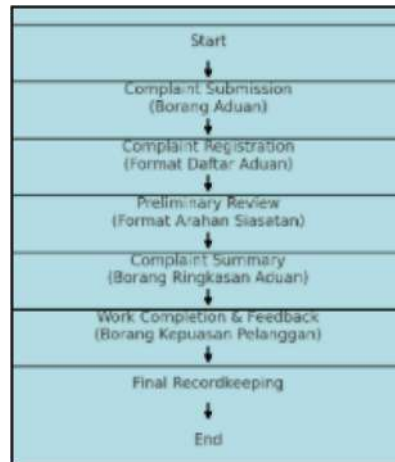 Start
Complaint Submission
(Borang Aduan)
Complaint Registration
(Format Daftar Aduan)
Preliminary Review
(Format Arahan Siasatan)
Complaint Summary
(Borang Ringkasan Aduan)
Work Completion & Feedback
(Borang Kepuasan Pelanggan)
Final Recordkeeping
End